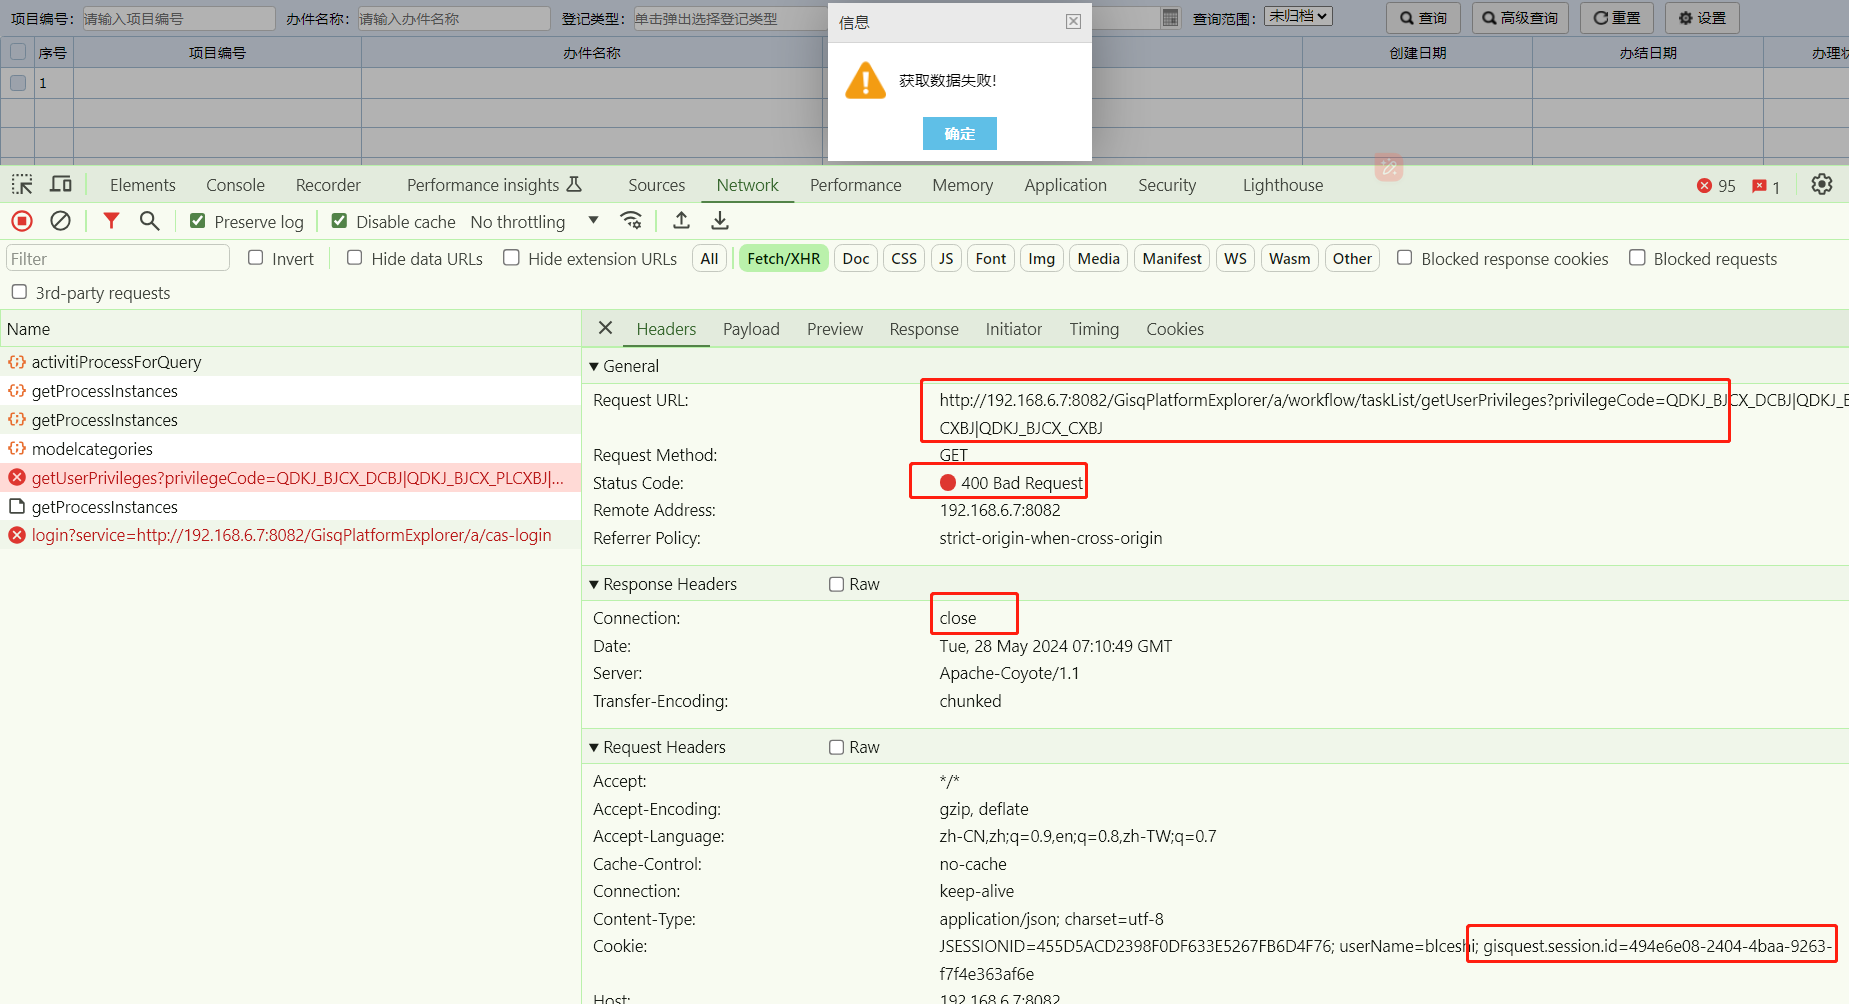 项目编号: 请输入项目编号 办件名称: 请输入办件名称 登记类型: 单击弹出选择登记类型 查询范围: 未归档 查询 高级查询 重置 设置
信息
序号 项目编号 办件名称 创建日期 办结日期 办理状
1
获取数据失败!
确定
Elements Console Recorder Performance insights Sources Network Performance Memory Application Security Lighthouse 95 1
Preserve log Disable cache No throttling
Filter Invert Hide data URLs Hide extension URLs All Fetch/XHR Doc CSS JS Font Img Media Manifest WS Wasm Other Blocked response cookies Blocked requests
3rd-party requests
Name
activitiProcessForQuery
getProcessInstances
getProcessInstances
modelcategories
getUserPrivileges?privilegeCode=QDKJ_BJCX_DCBJ|QDKJ_BJCX_PLCXBJ|...
getProcessInstances
login?service=http://192.168.6.7:8082/GisqPlatformExplorer/a/cas-login
Headers Payload Preview Response Initiator Timing Cookies
General
Request URL: http://192.168.6.7:8082/GisqPlatformExplorer/a/workflow/taskList/getUserPrivileges?privilegeCode=QDKJ_BJCX_DCBJ|QDKJ_B
CXBJ|QDKJ_BJCX_CXBJ
Request Method: GET
Status Code: 400 Bad Request
Remote Address: 192.168.6.7:8082
Referrer Policy: strict-origin-when-cross-origin
Response Headers Raw
Connection: close
Date: Tue, 28 May 2024 07:10:49 GMT
Server: Apache-Coyote/1.1
Transfer-Encoding: chunked
Request Headers Raw
Accept: */*
Accept-Encoding: gzip, deflate
Accept-Language: zh-CN,zh;q=0.9,en;q=0.8,zh-TW;q=0.7
Cache-Control: no-cache
Connection: keep-alive
Content-Type: application/json; charset=utf-8
Cookie: JSESSIONID=455D5ACD2398F0DF633E5267FB6D4F76; userName=blceshi; gisquest.session.id=494e6e08-2404-4baa-9263-
f7f4e363af6e
Host: 192.168.6.7:8082